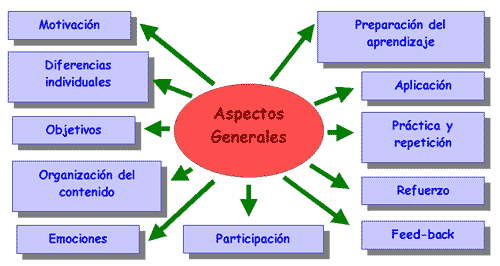 Motivación
Preparación del
aprendizaje
Diferencias
individuales
Aplicación
Aspectos
Generales
Objetivos
Práctica y
repetición
Organización del
contenido
Refuerzo
Emociones
Participación
Feed-back